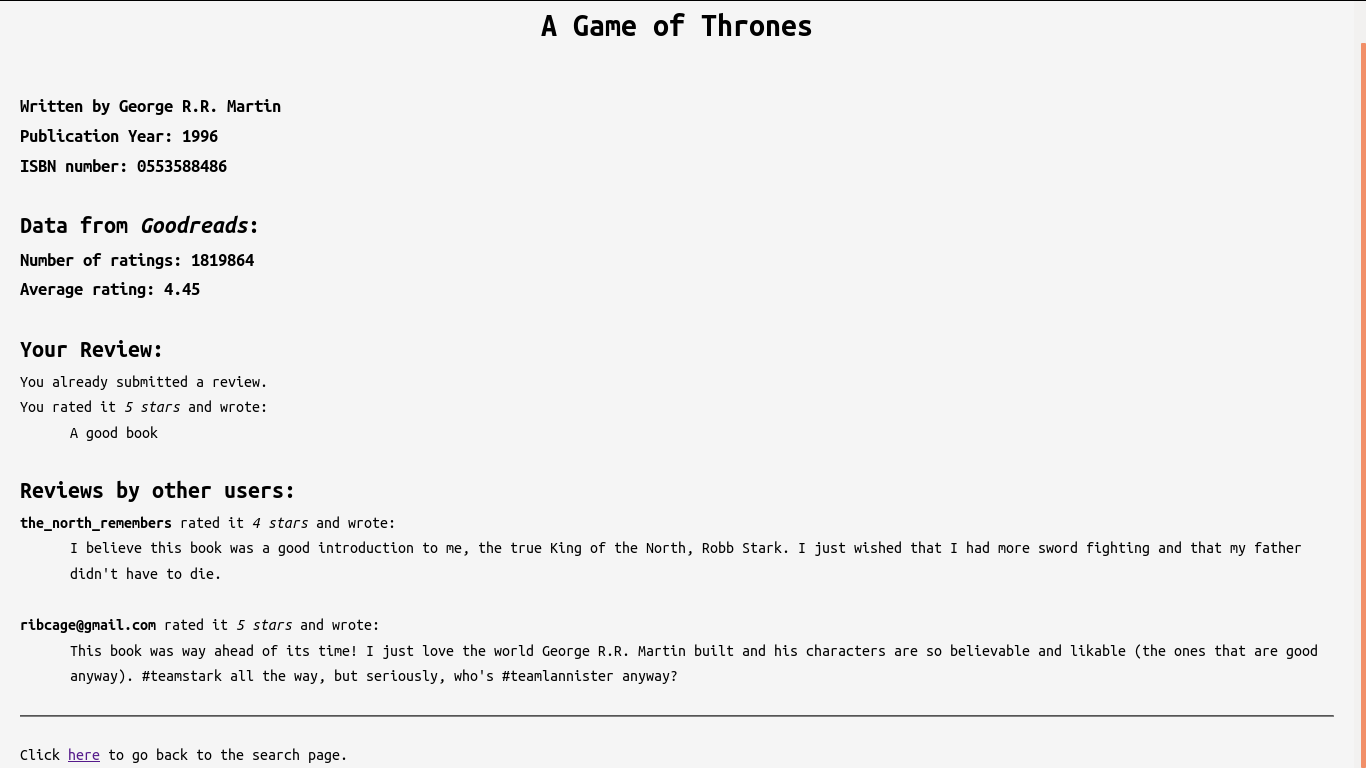 A Game of Thrones
Written by George R.R. Martin
Publication Year: 1996
ISBN number: 0553588486
Data from Goodreads:
Number of ratings: 1819864
Average rating: 4.45
Your Review:
You already submitted a review.
You rated it 5 stars and wrote:
A good book
Reviews by other users:
the_north_remembers rated it 4 stars and wrote:
I believe this book was a good introduction to me, the true King of the North, Robb Stark. I just wished that I had more sword fighting and that my father
didn't have to die.
ribcage@gmail.com rated it 5 stars and wrote:
This book was way ahead of its time! I just love the world George R.R. Martin built and his characters are so believable and likable (the ones that are good
anyway). #teamstark all the way, but seriously, who's #teamlannister anyway?
Click here to go back to the search page.